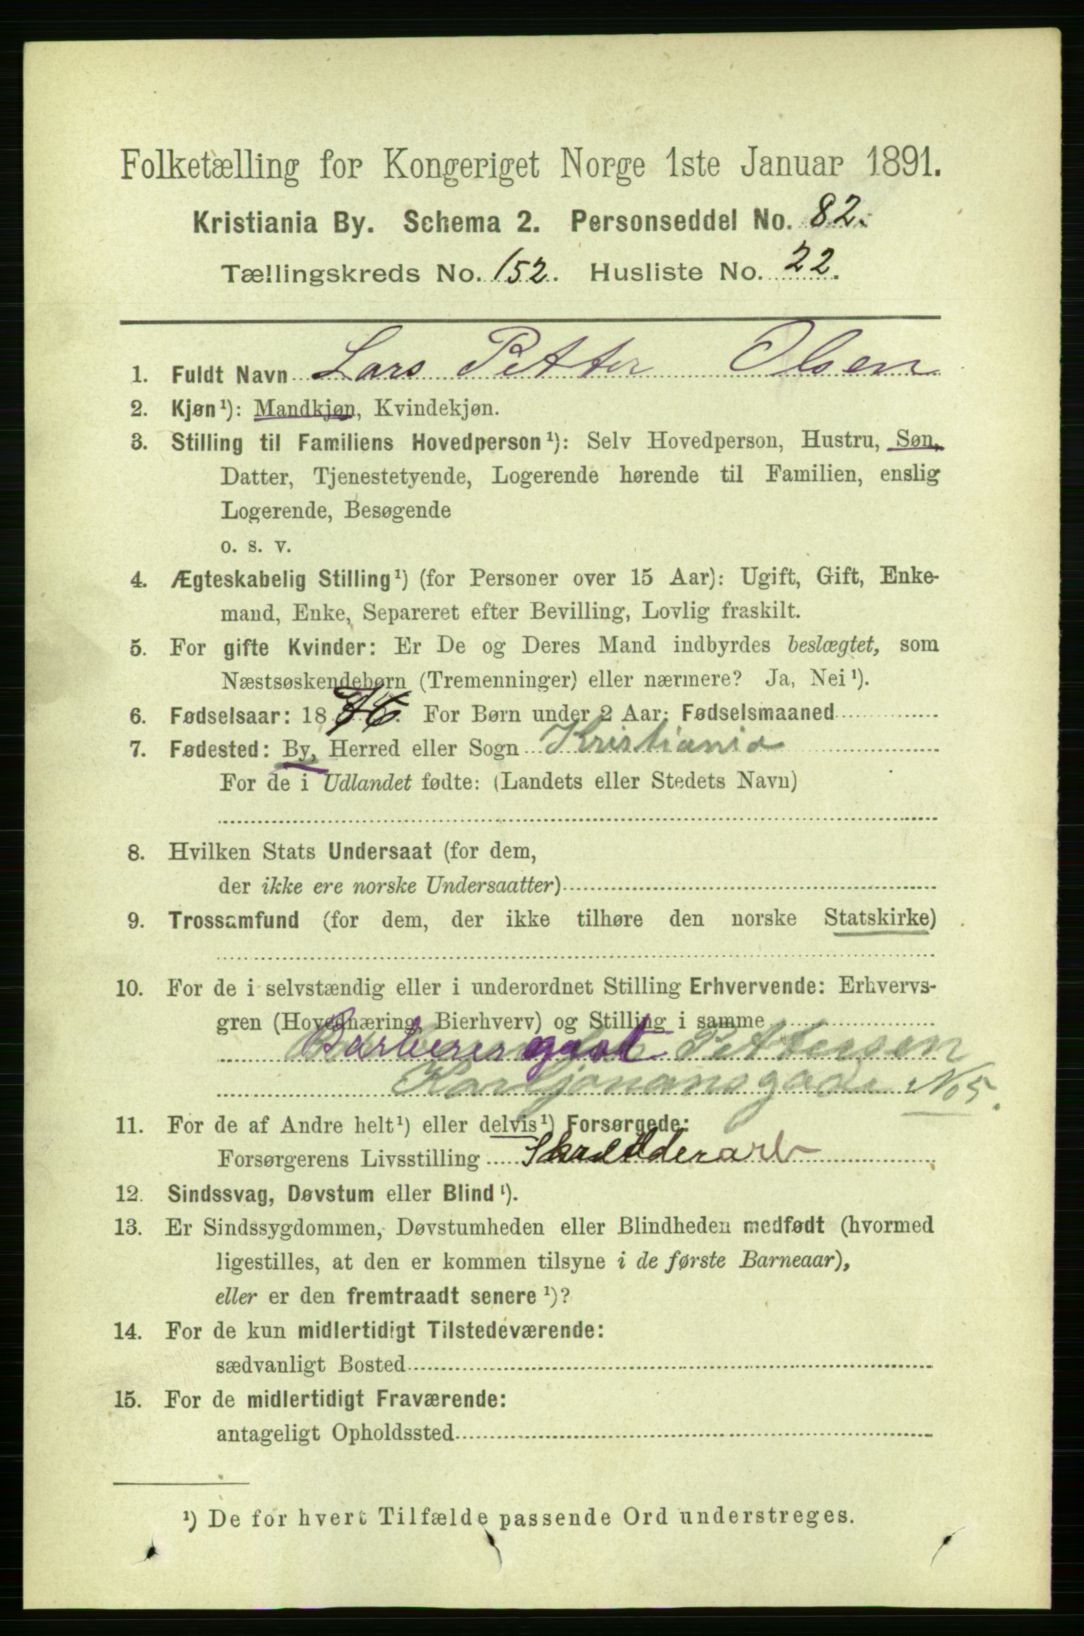 Folketælling for Kongeriget Norge 1ste Januar 1891.
Kristiania By. Schema 2. Personseddel No. 82.
Tællingskreds No. 152. Husliste No. 22.
1. Fuldt Navn Lars Petter Olsen
2. Kjøn¹): Mandkjøn, Kvindekjøn.
3. Stilling til Familiens Hovedperson¹): Selv Hovedperson, Hustru, Søn,
Datter, Tjenestetyende, Logerende hørende til Familien, enslig
Logerende, Besøgende
o. s. v.
4. Ægteskabelig Stilling¹) (for Personer over 15 Aar): Ugift, Gift, Enke-
mand, Enke, Separeret efter Bevilling, Lovlig fraskilt.
5. For gifte Kvinder: Er De og Deres Mand indbyrdes beslægtet, som
Næstsøskendebørn (Tremenninger) eller nærmere? Ja, Nei¹).
6. Fødselsaar: 1876 For Børn under 2 Aar: Fødselsmaaned
7. Fødested: By, Herred eller Sogn Kristiania
For de i Udlandet fødte: (Landets eller Stedets Navn)
8. Hvilken Stats Undersaat (for dem,
der ikke ere norske Undersaatter)
9. Trossamfund (for dem, der ikke tilhøre den norske Statskirke)
10. For de i selvstændig eller i underordnet Stilling Erhvervende: Erhvervs-
gren (Hovednæring, Bierhverv) og Stilling i samme
Barberer Pettersen
Karljohansgade No 5.
11. For de af Andre helt¹) eller delvis¹) Forsørgede:
Forsørgerens Livsstilling Skrædderarb
12. Sindssvag, Døvstum eller Blind¹).
13. Er Sindssygdommen, Døvstumheden eller Blindheden medfødt (hvormed
ligestilles, at den er kommen tilsyne i de første Barneaar),
eller er den fremtraadt senere¹)?
14. For de kun midlertidigt Tilstedeværende:
sædvanligt Bosted
15. For de midlertidigt Fraværende:
antageligt Opholdssted
¹) De for hvert Tilfælde passende Ord understreges.